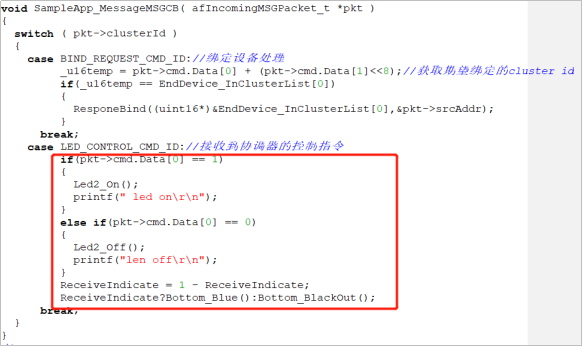 void SampleApp_MessageMSGCB( afIncomingMSGPacket_t *pkt )
{
switch ( pkt->clusterId )
{
case BIND_REQUEST_CMD_ID://绑定设备处理
_u16temp = pkt->cmd.Data[0] + (pkt->cmd.Data[1]<<8);//获取期望绑定的cluster id
if(_u16temp == EndDevice_InClusterList[0])
{
ResponeBind((uint16*)&EndDevice_InClusterList[0],&pkt->srcAddr);
}
break;
case LED_CONTROL_CMD_ID://接收到协调器的控制指令
if(pkt->cmd.Data[0] == 1)
{
Led2_On();
printf(" led on\r\n");
}
else if(pkt->cmd.Data[0] == 0)
{
Led2_Off();
printf("len off\r\n");
}
ReceiveIndicate = 1 - ReceiveIndicate;
ReceiveIndicate?Bottom_Blue():Bottom_BlackOut();
break;
}
}